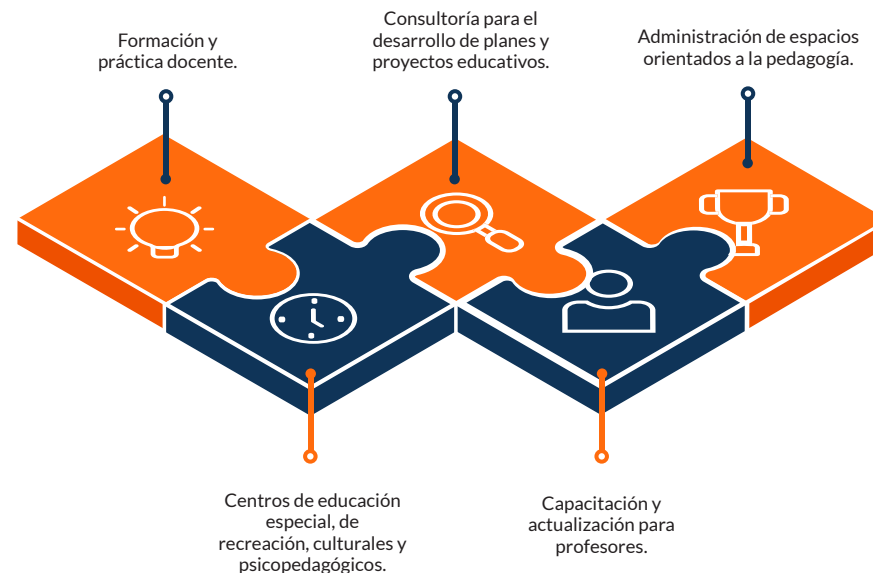 Formación y
práctica docente.
Consultoría para el
desarrollo de planes y
proyectos educativos.
Administración de espacios
orientados a la pedagogía.
Centros de educación
especial, de
recreación, culturales y
psicopedagógicos.
Capacitación y
actualización para
profesores.